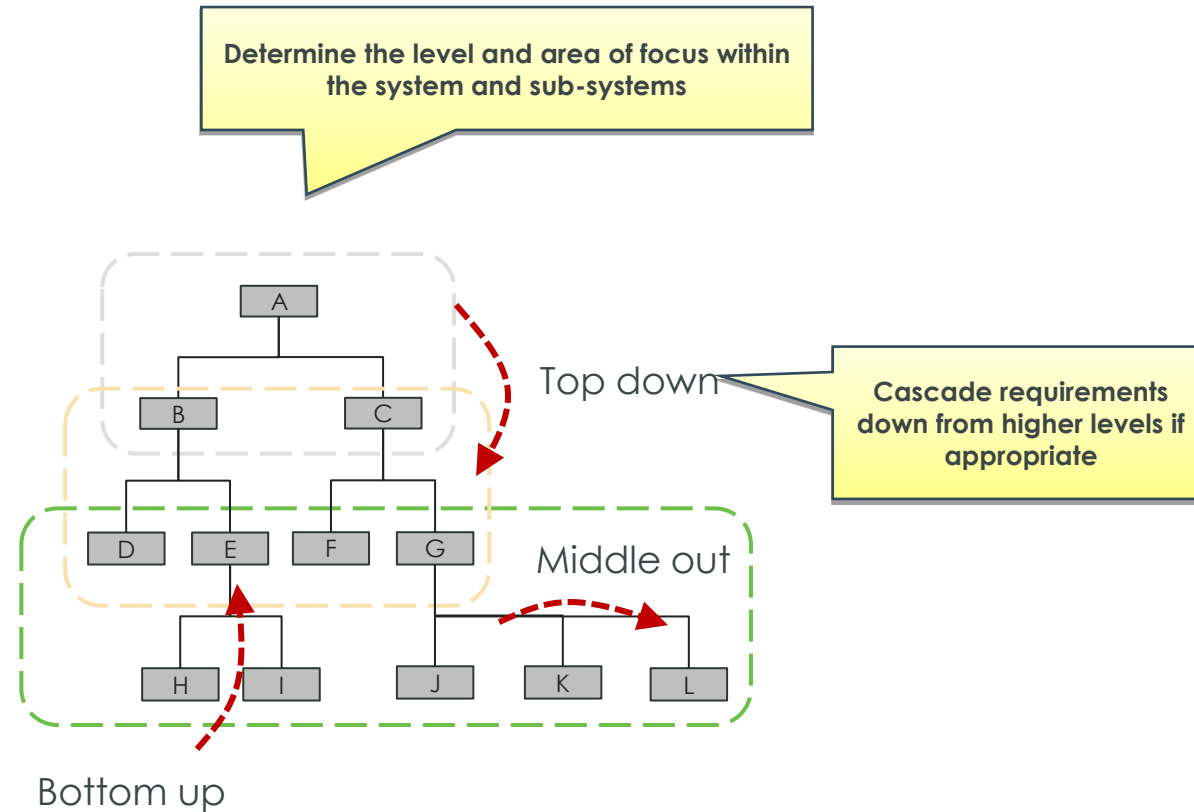 Determine the level and area of focus within
the system and sub-systems
A
Top down
Cascade requirements
down from higher levels if
appropriate
B
C
D
E
F
G
Middle out
H
I
J
K
L
Bottom up